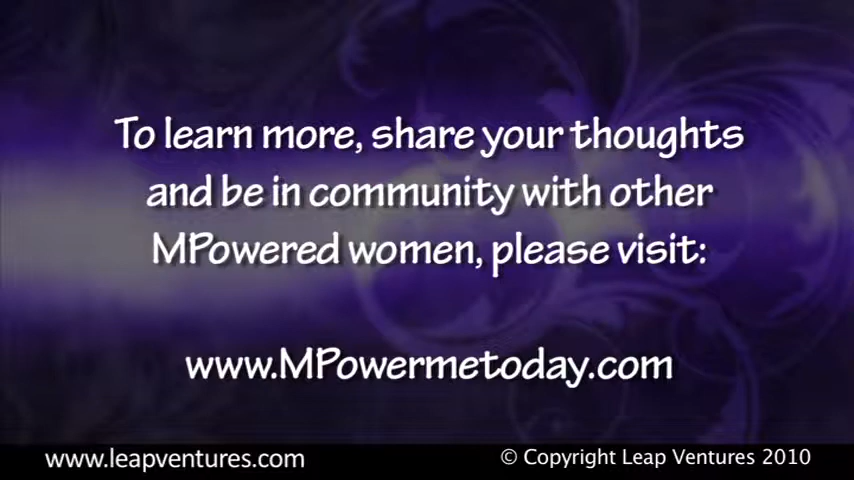 To learn more, share your thoughts
and be in community with other
MPowered women, please visit:
www.MPowermetoday.com
www.leapventures.com
© Copyright Leap Ventures 2010